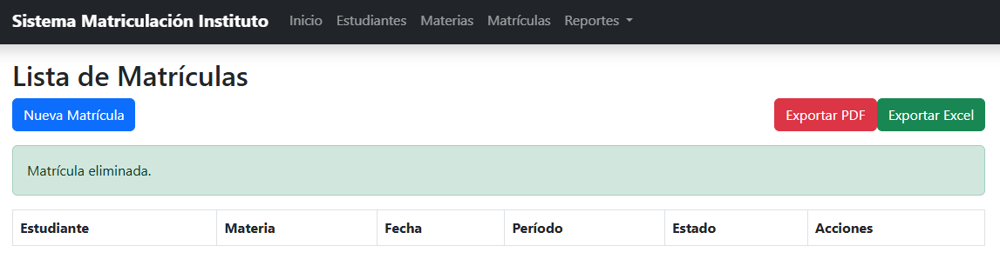 Sistema Matriculación Instituto Inicio Estudiantes Materias Matrículas Reportes
Lista de Matrículas
Nueva Matrícula Exportar PDF Exportar Excel
Matrícula eliminada.
Estudiante Materia Fecha Período Estado Acciones